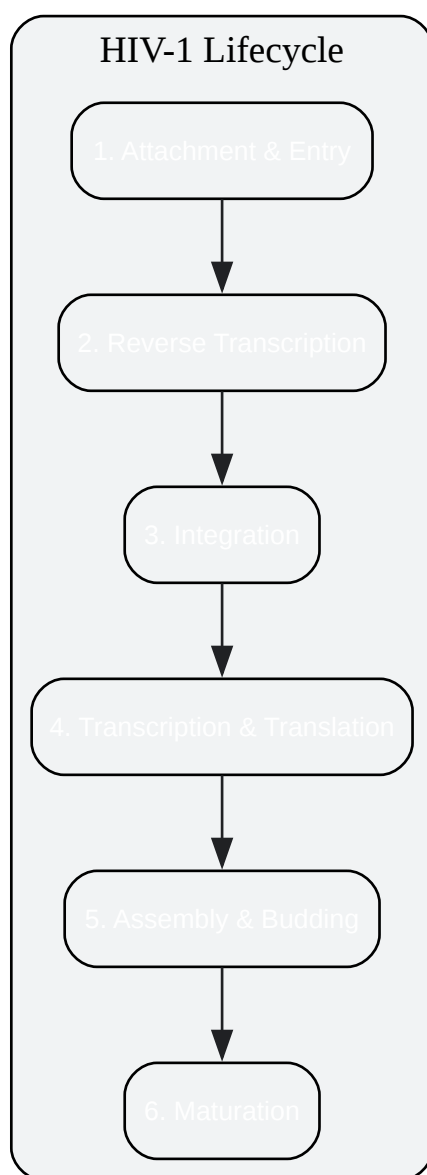 HIV-1 Lifecycle
1. Attachment & Entry
2. Reverse Transcription
3. Integration
4. Transcription & Translation
5. Assembly & Budding
6. Maturation